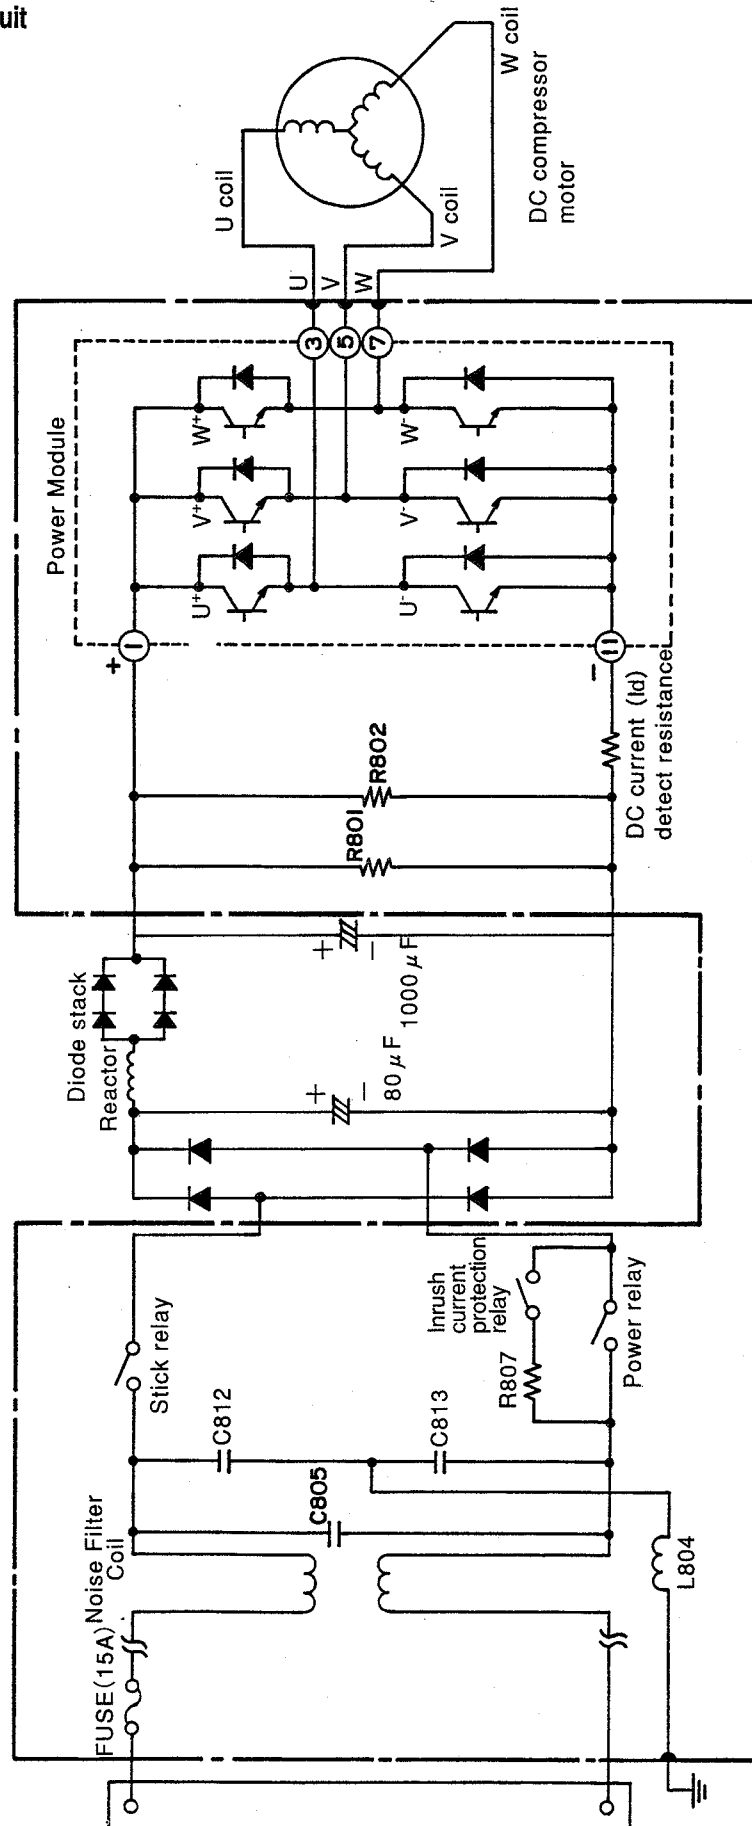 uit
W coil
U coil
V coil
DC compressor
motor
U
V
W
3
5
7
Power Module
W+
V+
U+
W-
V-
U-
+
1
-
11
DC current (Id)
detect resistance
R802
R801
+
-
1000 μF
Diode stack
Reactor
+
-
80 μF
Inrush
current
protection
relay
Power relay
R807
Stick relay
C812
C813
C805
Noise Filter
Coil
FUSE (15A)
L804